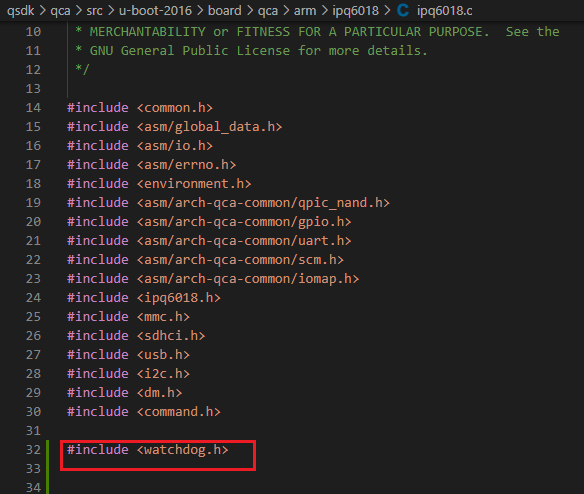 qsdk > qca > src > u-boot-2016 > board > qca > arm > ipq6018 > C ipq6018.c
10 * MERCHANTABILITY or FITNESS FOR A PARTICULAR PURPOSE.  See the
11 * GNU General Public License for more details.
12 */
13
14 #include <common.h>
15 #include <asm/global_data.h>
16 #include <asm/io.h>
17 #include <asm/errno.h>
18 #include <environment.h>
19 #include <asm/arch-qca-common/qpic_nand.h>
20 #include <asm/arch-qca-common/gpio.h>
21 #include <asm/arch-qca-common/uart.h>
22 #include <asm/arch-qca-common/scm.h>
23 #include <asm/arch-qca-common/iomap.h>
24 #include <ipq6018.h>
25 #include <mmc.h>
26 #include <sdhci.h>
27 #include <usb.h>
28 #include <i2c.h>
29 #include <dm.h>
30 #include <command.h>
31
32 #include <watchdog.h>
33
34